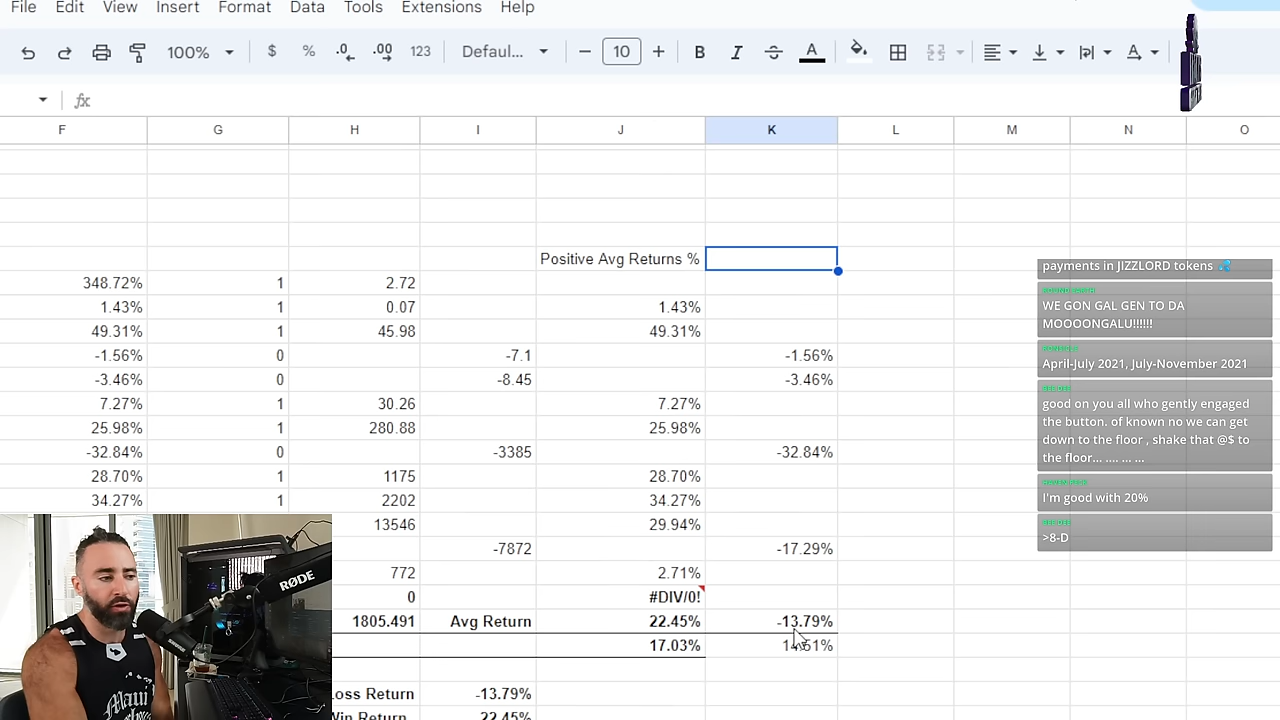 File Edit View Insert Format Data Tools Extensions Help
100% $ % .0 .00 123 Defaul... 10 B I A A
fx
F G H I J K L M N O
Positive Avg Returns %
348.72% 1 2.72
1.43% 1 0.07 1.43%
49.31% 1 45.98 49.31%
-1.56% 0 -7.1 -1.56%
-3.46% 0 -8.45 -3.46%
7.27% 1 30.26 7.27%
25.98% 1 280.88 25.98%
-32.84% 0 -3385 -32.84%
28.70% 1 1175 28.70%
34.27% 1 2202 34.27%
13546 29.94%
-7872 -17.29%
772 2.71%
0 #DIV/0!
1805.491 Avg Return 22.45% -13.79%
17.03%
Loss Return -13.79%
Win Return 22.45%
payments in JIZZLORD tokens 💦
WE GON GAL GEN TO DA
MOOOONGALU!!!!!!
April-July 2021, July-November 2021
good on you all who gently engaged
the button. of known no we can get
down to the floor , shake that @$ to
the floor... .... ... ...
I'm good with 20%
>8-D
RØDE